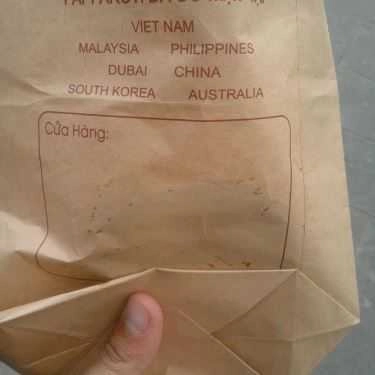 VIET NAM
MALAYSIA PHILIPPINES
DUBAI CHINA
SOUTH KOREA AUSTRALIA
Cửa Hàng: